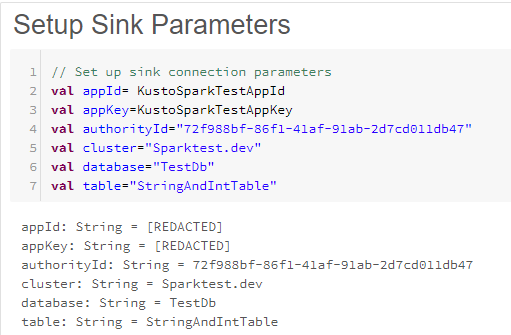 Setup Sink Parameters
1 // Set up sink connection parameters
2 val appId= KustoSparkTestAppId
3 val appKey=KustoSparkTestAppKey
4 val authorityId="72f988bf-86f1-41af-91ab-2d7cd011db47"
5 val cluster="Sparktest.dev"
6 val database="TestDb"
7 val table="StringAndIntTable"
appId: String = [REDACTED]
appKey: String = [REDACTED]
authorityId: String = 72f988bf-86f1-41af-91ab-2d7cd011db47
cluster: String = Sparktest.dev
database: String = TestDb
table: String = StringAndIntTable